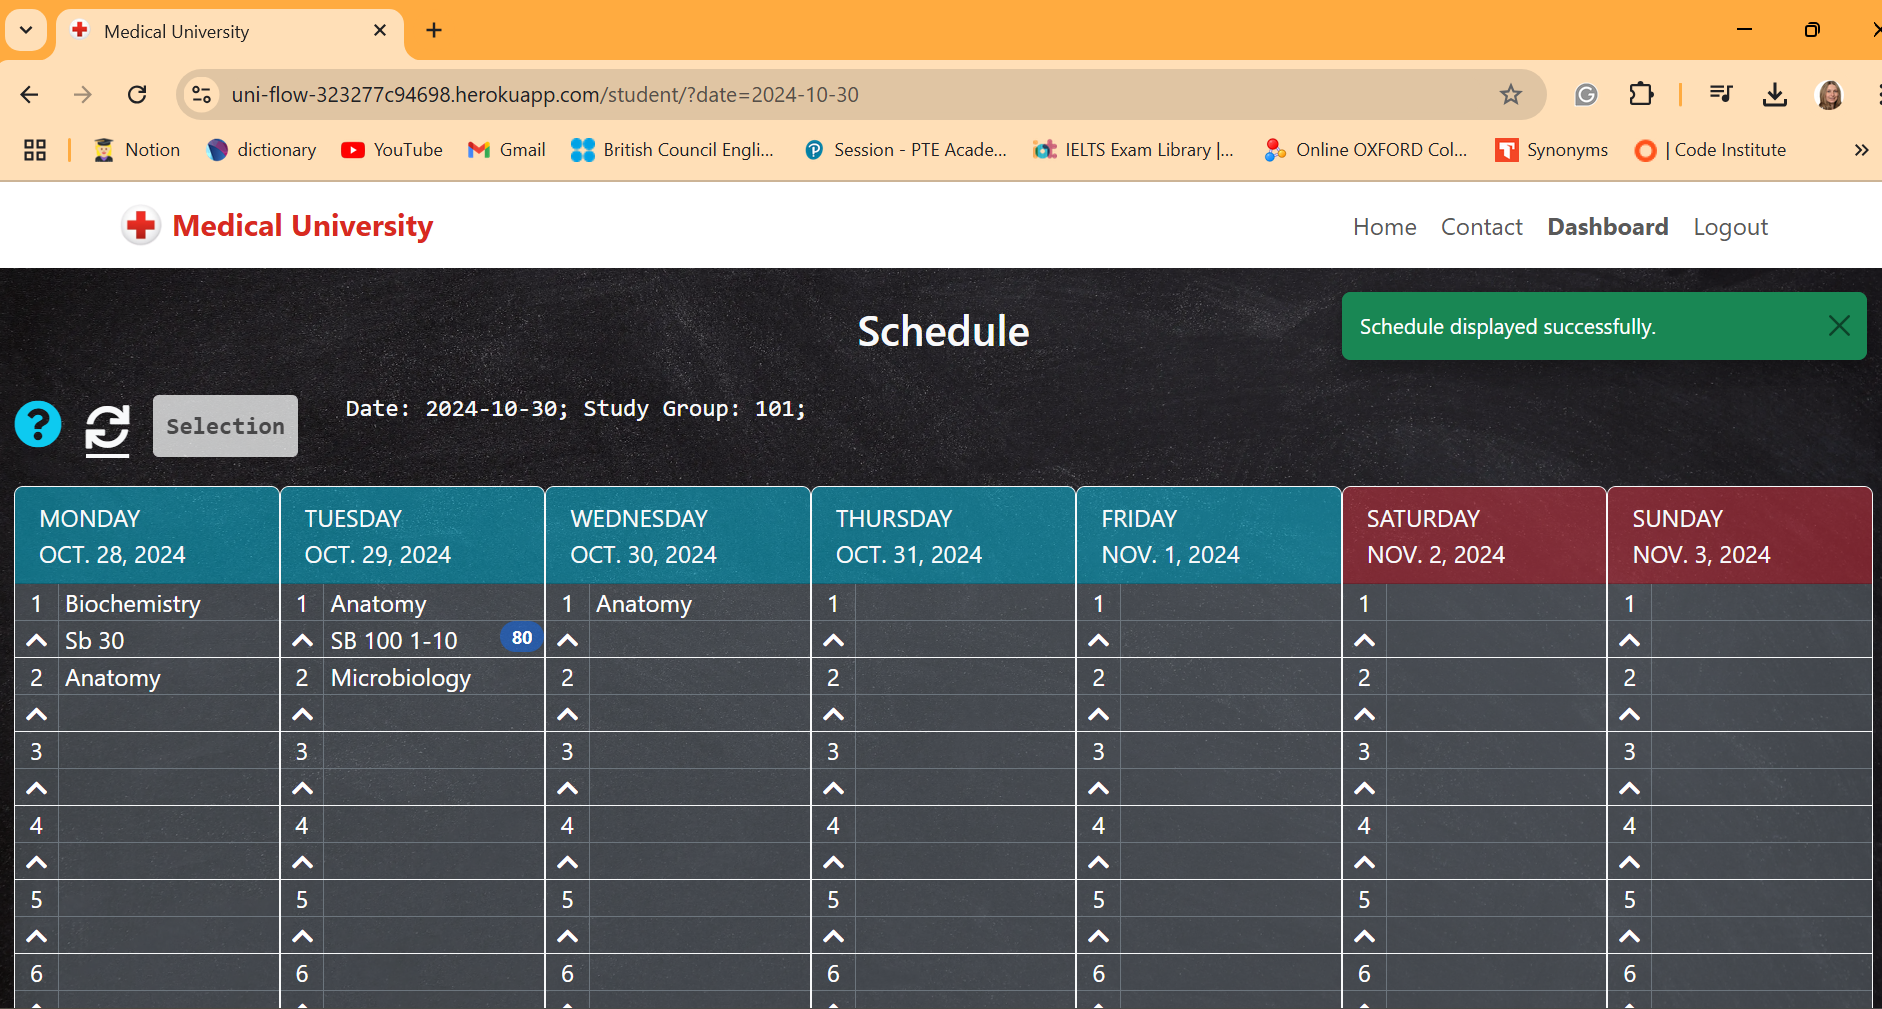 Medical University
uni-flow-323277c94698.herokuapp.com/student/?date=2024-10-30
Notion dictionary YouTube Gmail British Council Engli... Session - PTE Acade... IELTS Exam Library |... Online OXFORD Col... Synonyms | Code Institute
Medical University Home Contact Dashboard Logout
Schedule
Schedule displayed successfully.
Selection
Date: 2024-10-30; Study Group: 101;
MONDAY TUESDAY WEDNESDAY THURSDAY FRIDAY SATURDAY SUNDAY
OCT. 28, 2024 OCT. 29, 2024 OCT. 30, 2024 OCT. 31, 2024 NOV. 1, 2024 NOV. 2, 2024 NOV. 3, 2024
1 Biochemistry 1 Anatomy 1 Anatomy 1 1 1 1
Sb 30 SB 100 1-10 80
2 Anatomy 2 Microbiology 2 2 2 2 2
3 3 3 3 3 3 3
4 4 4 4 4 4 4
5 5 5 5 5 5 5
6 6 6 6 6 6 6